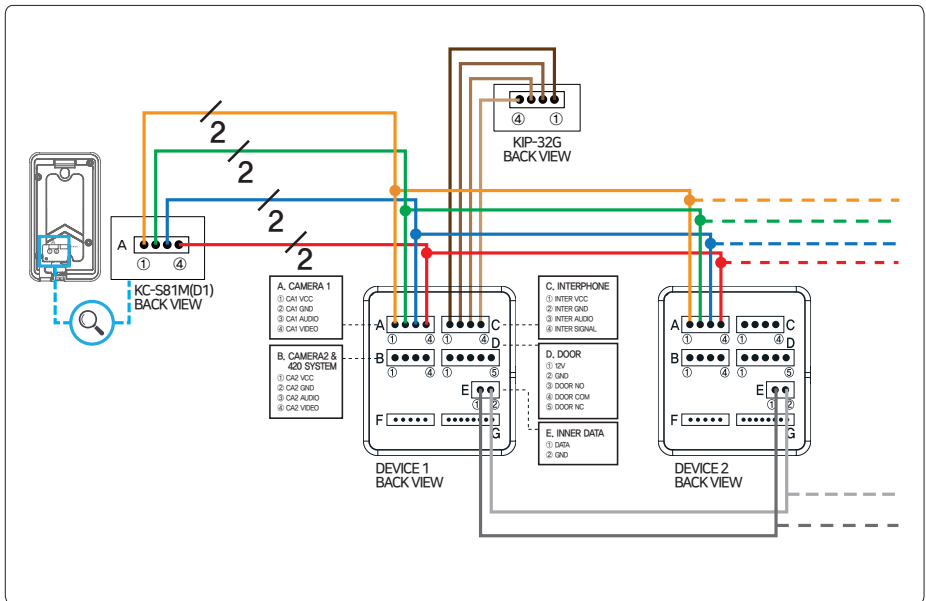 ④ ①
KIP-32G
BACK VIEW
2
2
2
2
A
① ④
KC-S81M(D1)
BACK VIEW
A. CAMERA 1
① CA1 VCC
② CA1 GND
③ CA1 AUDIO
④ CA1 VIDEO
B. CAMERA2 &
420 SYSTEM
① CA2 VCC
② CA2 GND
③ CA2 AUDIO
④ CA2 VIDEO
A C
① ④ ① ④
D
B
① ④ ① ⑤
E
① ②
F
G
DEVICE 1
BACK VIEW
C. INTERPHONE
① INTER VCC
② INTER GND
③ INTER AUDIO
④ INTER SIGNAL
D. DOOR
① 12V
② GND
③ DOOR NO
④ DOOR COM
⑤ DOOR NC
E. INNER DATA
① DATA
② GND
A C
① ④ ① ④
D
B
① ④ ① ⑤
E
① ②
F
G
DEVICE 2
BACK VIEW